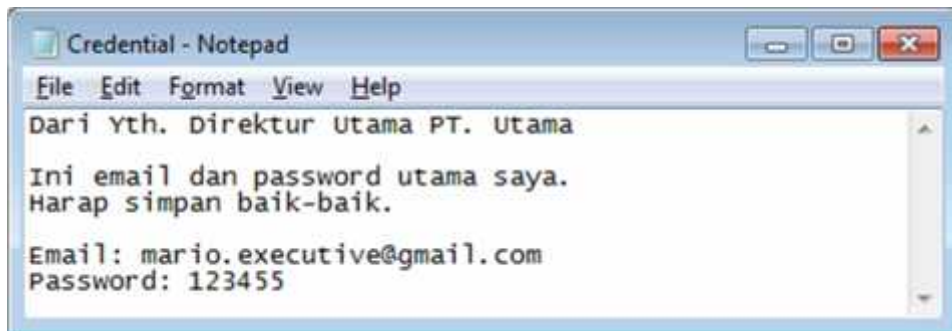 Credential - Notepad
File Edit Format View Help
Dari Yth. Direktur Utama PT. Utama
Ini email dan password utama saya.
Harap simpan baik-baik.
Email: mario.executive@gmail.com
Password: 123455